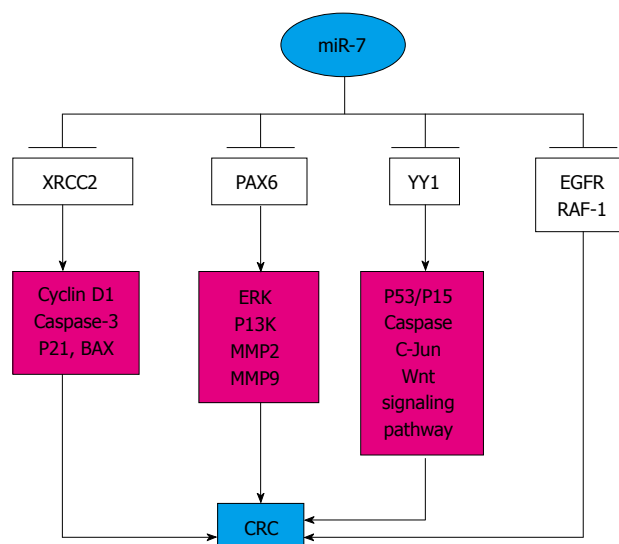 miR-7
XRCC2
PAX6
YY1
EGFR
RAF-1
Cyclin D1
Caspase-3
P21, BAX
ERK
P13K
MMP2
MMP9
P53/P15
Caspase
C-Jun
Wnt
signaling
pathway
CRC